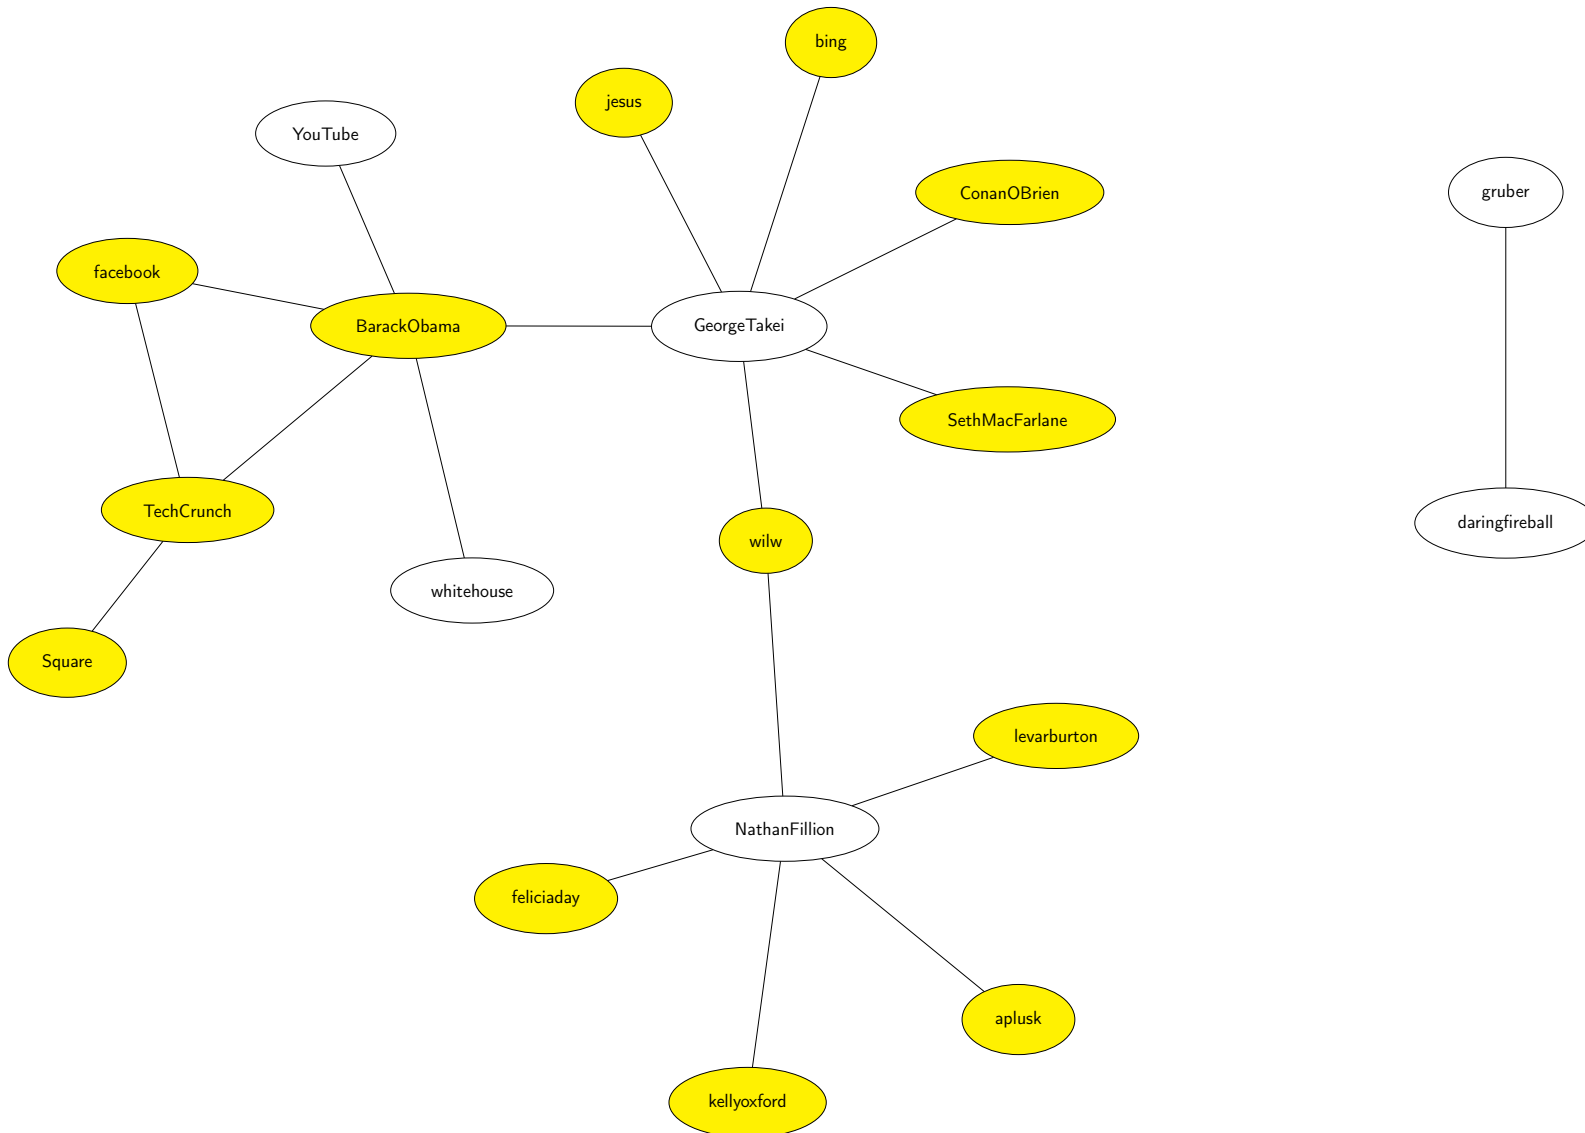 bing
jesus
YouTube
ConanOBrien
gruber
facebook
BarackObama
GeorgeTakei
SethMacFarlane
TechCrunch
daringfireball
wilw
whitehouse
Square
levarburton
NathanFillion
feliciaday
aplusk
kellyoxford